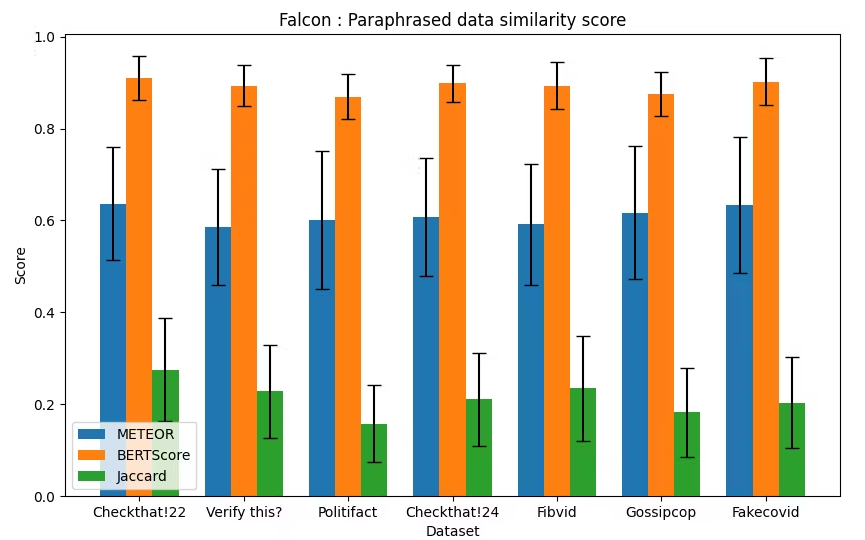 Falcon : Paraphrased data similarity score
1.0
0.8
0.6
0.4
0.2
0.0
Score
METEOR
BERTScore
Jaccard
Checkthat!22 Verify this? Politifact Checkthat!24 Fibvid Gossipcop Fakecovid
Dataset